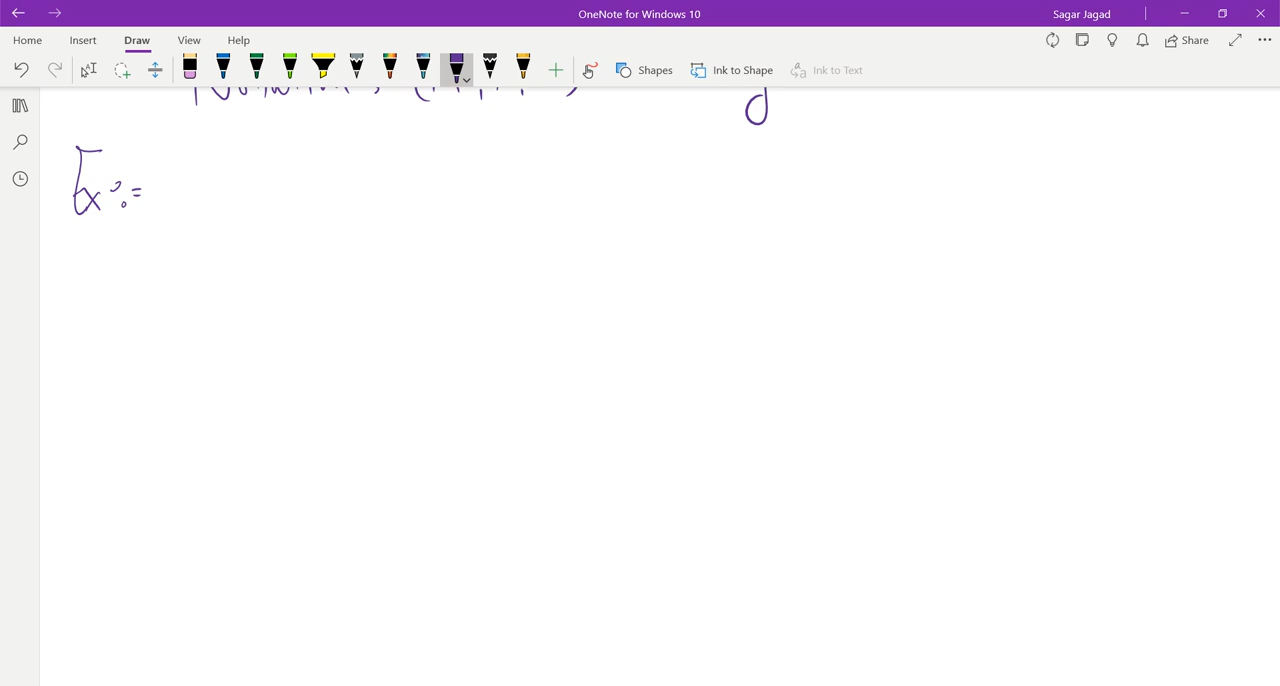 OneNote for Windows 10
Sagar Jagad
Home Insert Draw View Help
Share
Shapes Ink to Shape Ink to Text
Ex:=